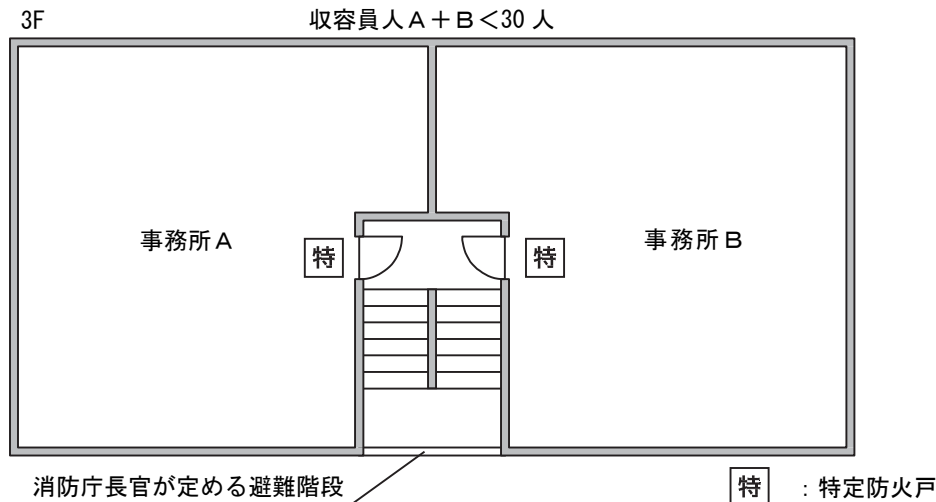 3F
収容員人A+B<30人
事務所A
事務所B
特
特
消防庁長官が定める避難階段
特 :特定防火戸